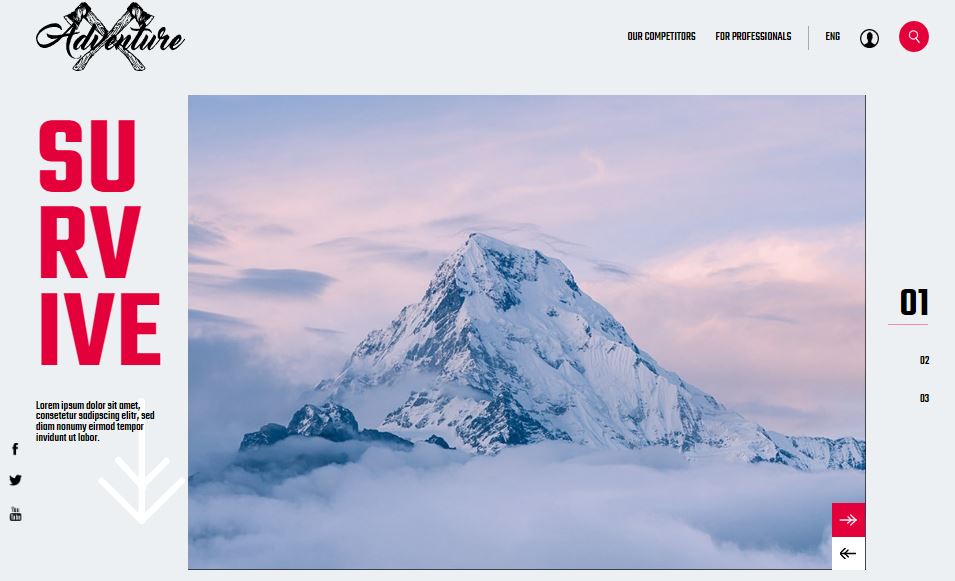 Adventure
OUR COMPETITORS
FOR PROFESSIONALS
ENG
SU
RV
IVE
Lorem ipsum dolor sit amet,
consetetur sadipscing elitr, sed
diam nonumy eirmod tempor
invidunt ut labor.
01
02
03
f
You
Tube